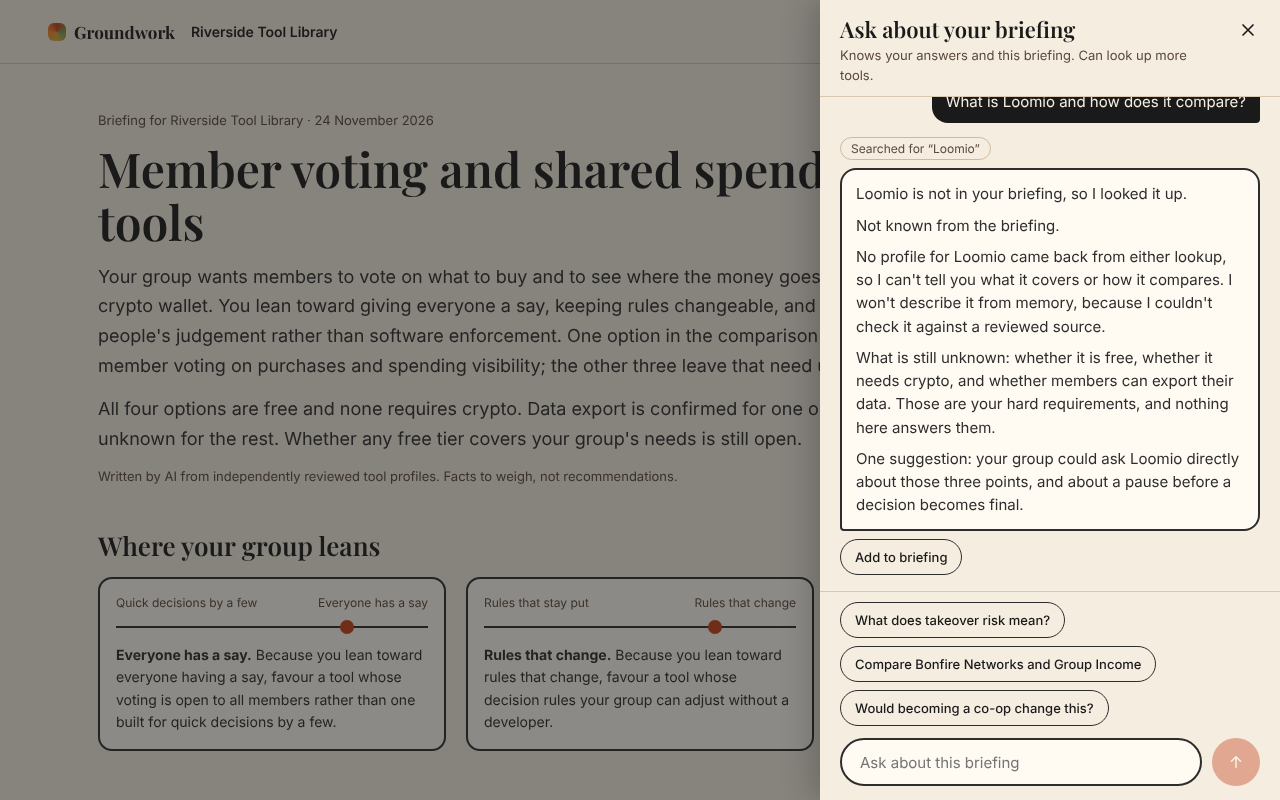 Groundwork
Riverside Tool Library
Briefing for Riverside Tool Library · 24 November 2026
Member voting and shared spend
tools
Your group wants members to vote on what to buy and to see where the money goes
crypto wallet. You lean toward giving everyone a say, keeping rules changeable, and
people's judgement rather than software enforcement. One option in the comparison
member voting on purchases and spending visibility; the other three leave that need
All four options are free and none requires crypto. Data export is confirmed for one
unknown for the rest. Whether any free tier covers your group's needs is still open.
Written by AI from independently reviewed tool profiles. Facts to weigh, not recommendations.
Where your group leans
Quick decisions by a few
Everyone has a say
Everyone has a say. Because you lean toward
everyone having a say, favour a tool whose
voting is open to all members rather than one
built for quick decisions by a few.
Rules that stay put
Rules that change
Rules that change. Because you lean toward
rules that change, favour a tool whose
decision rules your group can adjust without a
developer.
Ask about your briefing
Knows your answers and this briefing. Can look up more
tools.
What is Loomio and how does it compare?
Searched for “Loomio”
Loomio is not in your briefing, so I looked it up.
Not known from the briefing.
No profile for Loomio came back from either lookup,
so I can't tell you what it covers or how it compares. I
won't describe it from memory, because I couldn't
check it against a reviewed source.
What is still unknown: whether it is free, whether it
needs crypto, and whether members can export their
data. Those are your hard requirements, and nothing
here answers them.
One suggestion: your group could ask Loomio directly
about those three points, and about a pause before a
decision becomes final.
Add to briefing
What does takeover risk mean?
Compare Bonfire Networks and Group Income
Would becoming a co-op change this?
Ask about this briefing